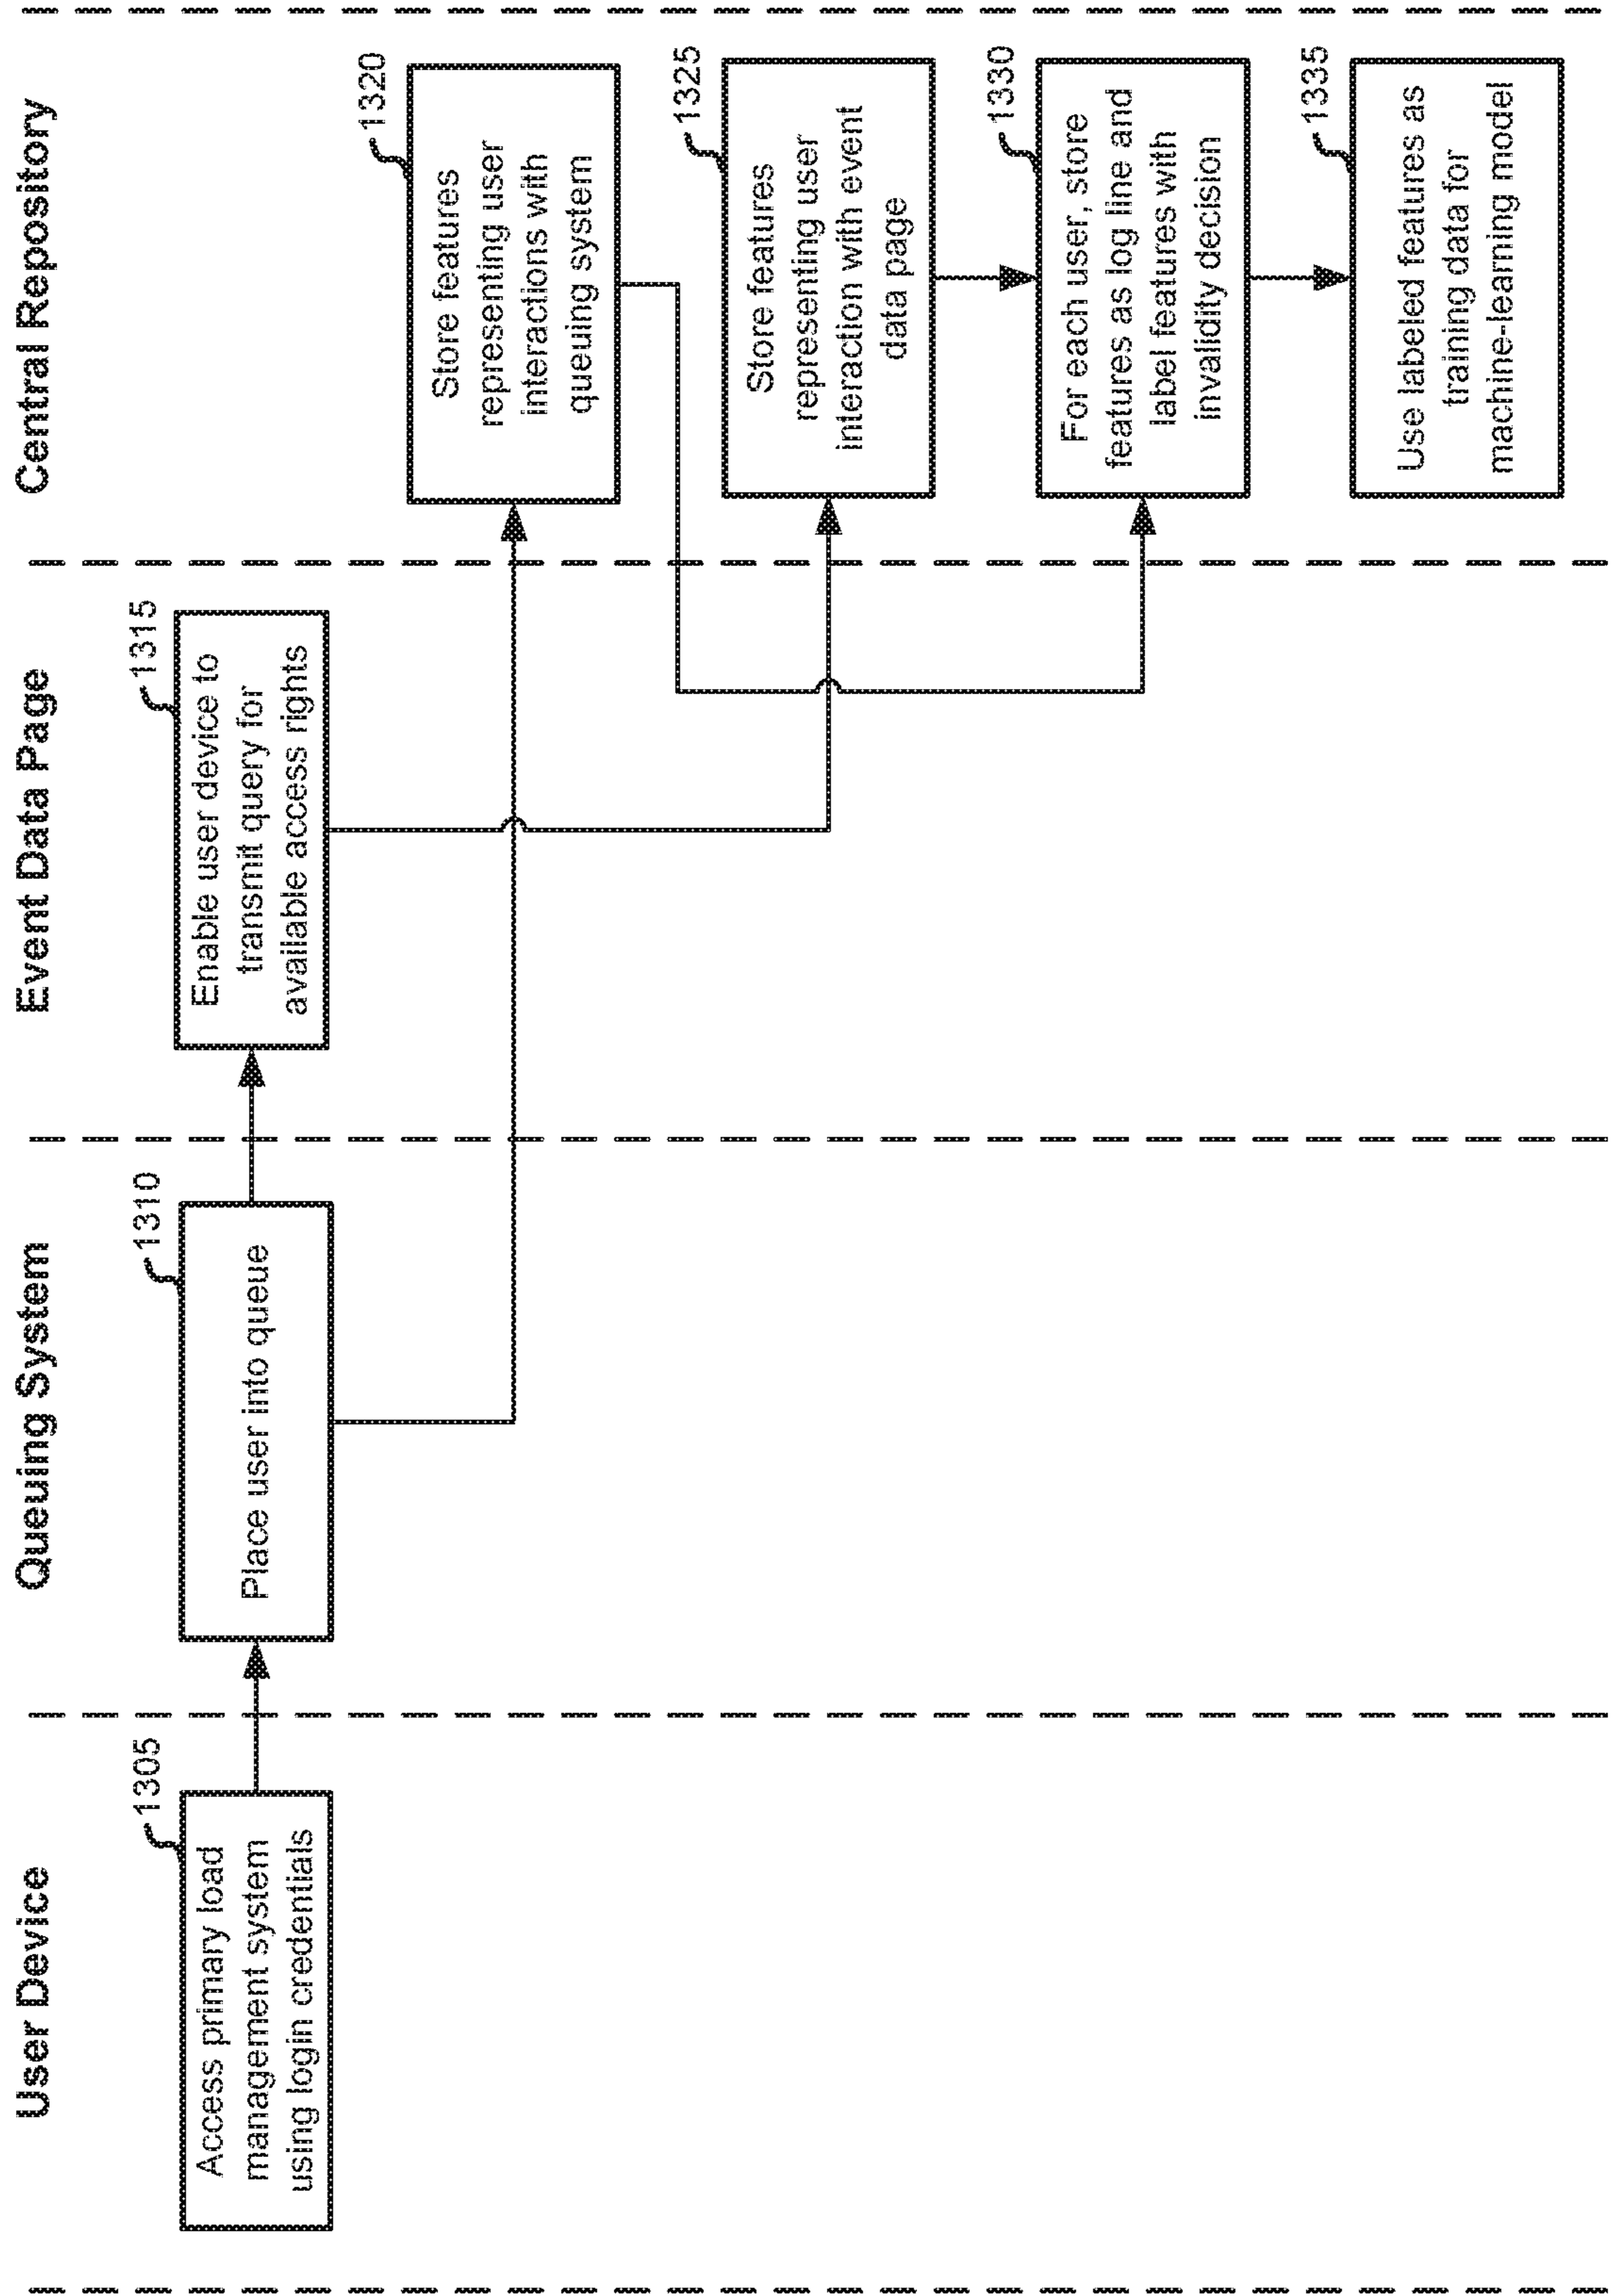 User Device
Queuing System
Event Data Page
Central Repository
1305
Access primary load
management system
using login credentials
1310
Place user into queue
1315
Enable user device to
transmit query for
available access rights
1320
Store features
representing user
interactions with
queuing system
1325
Store features
representing user
interaction with event
data page
1330
For each user, store
features as log line and
label features with
invalidity decision
1335
Use labeled features as
training data for
machine-learning model